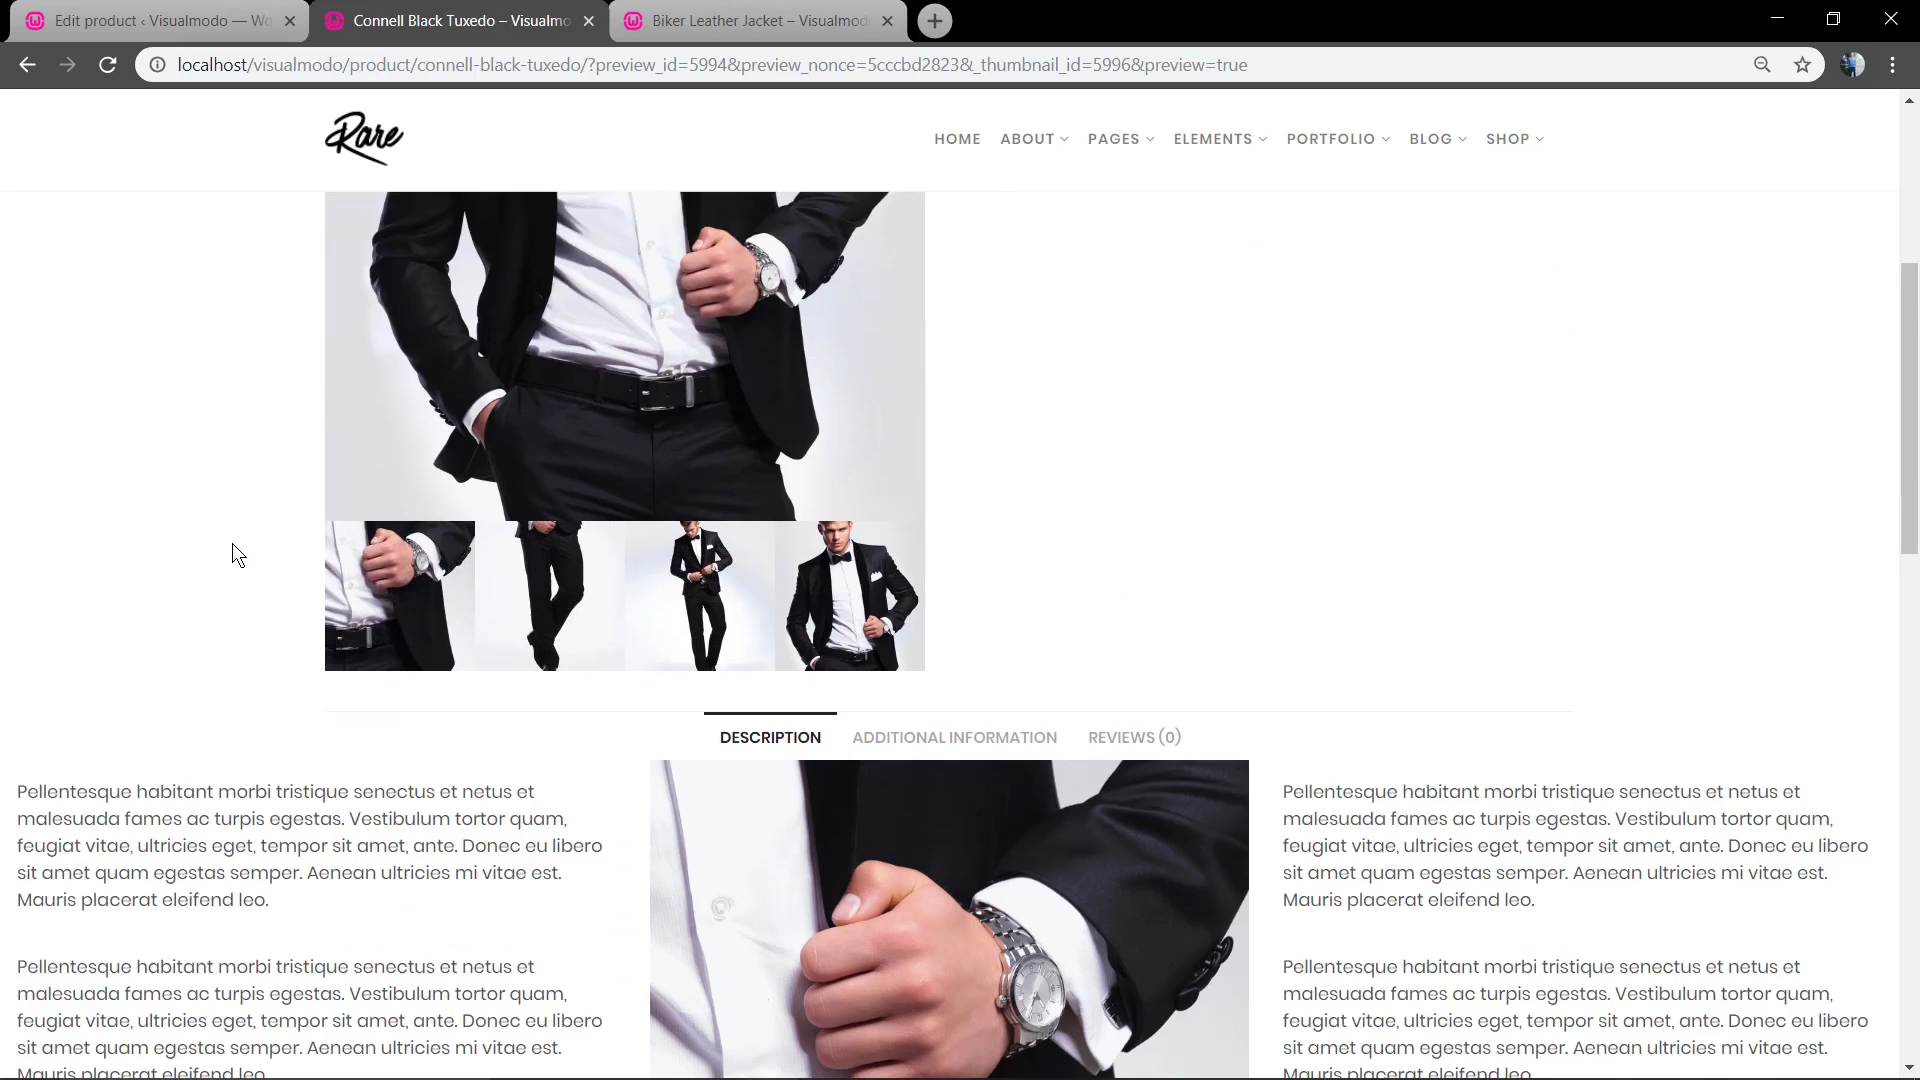 Edit product ‹ Visualmodo — Wo
Connell Black Tuxedo – Visualmo
Biker Leather Jacket – Visualmod
localhost/visualmodo/product/connell-black-tuxedo/?preview_id=5994&preview_nonce=5cccbd2823&_thumbnail_id=5996&preview=true
Rare
HOME ABOUT PAGES ELEMENTS PORTFOLIO BLOG SHOP
DESCRIPTION ADDITIONAL INFORMATION REVIEWS (0)
Pellentesque habitant morbi tristique senectus et netus et
malesuada fames ac turpis egestas. Vestibulum tortor quam,
feugiat vitae, ultricies eget, tempor sit amet, ante. Donec eu libero
sit amet quam egestas semper. Aenean ultricies mi vitae est.
Mauris placerat eleifend leo.
Pellentesque habitant morbi tristique senectus et netus et
malesuada fames ac turpis egestas. Vestibulum tortor quam,
feugiat vitae, ultricies eget, tempor sit amet, ante. Donec eu libero
sit amet quam egestas semper. Aenean ultricies mi vitae est.
Mauris placerat eleifend leo.
Pellentesque habitant morbi tristique senectus et netus et
malesuada fames ac turpis egestas. Vestibulum tortor quam,
feugiat vitae, ultricies eget, tempor sit amet, ante. Donec eu libero
sit amet quam egestas semper. Aenean ultricies mi vitae est.
Mauris placerat eleifend leo.
Pellentesque habitant morbi tristique senectus et netus et
malesuada fames ac turpis egestas. Vestibulum tortor quam,
feugiat vitae, ultricies eget, tempor sit amet, ante. Donec eu libero
sit amet quam egestas semper. Aenean ultricies mi vitae est.
Mauris placerat eleifend leo.